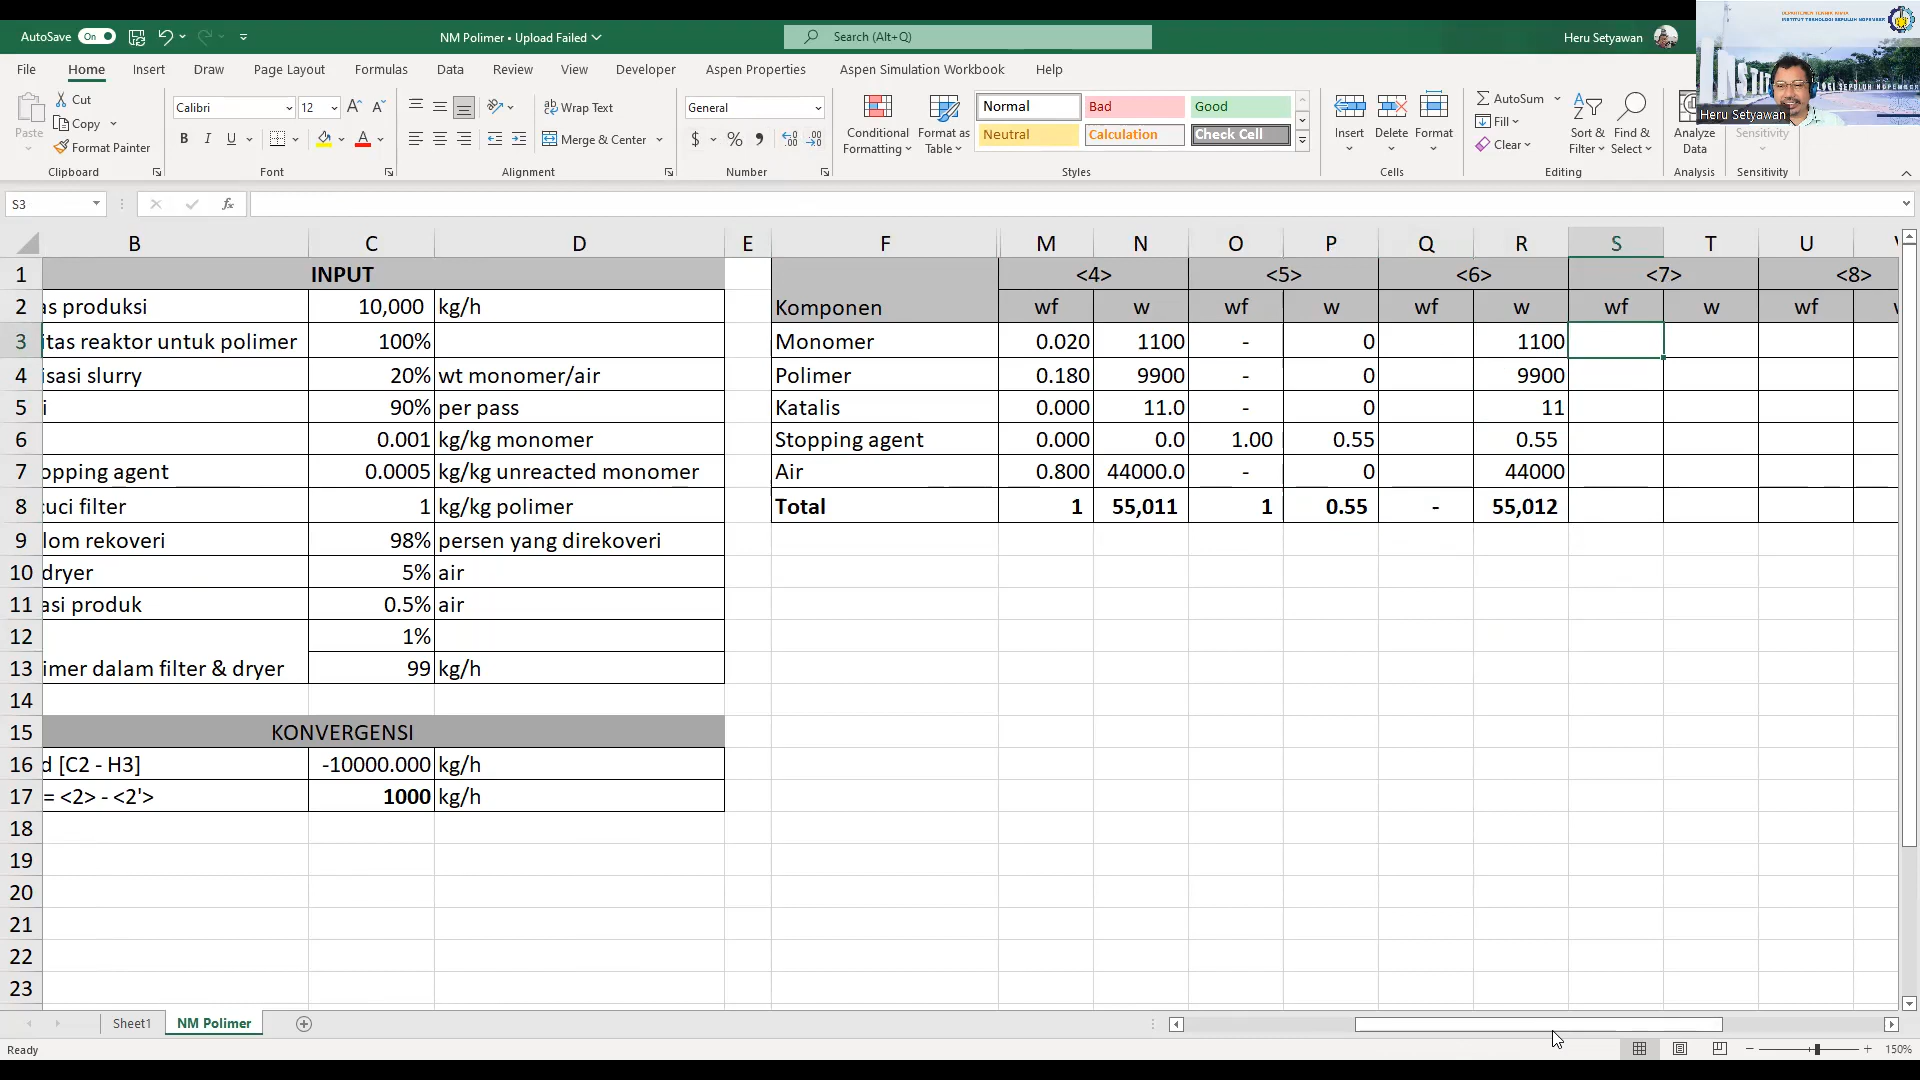 DEPARTEMEN TEKNIK KIMIA
INSTITUT TEKNOLOGI SEPULUH NOPEMBER
Heru Setyawan
AutoSave On
NM Polimer • Upload Failed
Search (Alt+Q)
Heru Setyawan
File Home Insert Draw Page Layout Formulas Data Review View Developer Aspen Properties Aspen Simulation Workbook Help
Paste
Cut
Copy
Format Painter
Calibri 12
B I U
Wrap Text
Merge & Center
General
Conditional Formatting
Format as Table
Normal Bad Good
Neutral Calculation Check Cell
Insert Delete Format
AutoSum
Fill
Clear
Sort & Filter
Find & Select
Analyze Data
Sensitivity
Clipboard Font Alignment Number Styles Cells Editing Analysis Sensitivity
S3 fx
B C D E F M N O P Q R S T U
1 INPUT <4> <5> <6> <7> <8>
2 as produksi 10,000 kg/h Komponen wf w wf w wf w wf w wf
3 itas reaktor untuk polimer 100% Monomer 0.020 1100 - 0 1100
4 isasi slurry 20% wt monomer/air Polimer 0.180 9900 - 0 9900
5 i 90% per pass Katalis 0.000 11.0 - 0 11
6 0.001 kg/kg monomer Stopping agent 0.000 0.0 1.00 0.55 0.55
7 opping agent 0.0005 kg/kg unreacted monomer Air 0.800 44000.0 - 0 44000
8 cuci filter 1 kg/kg polimer Total 1 55,011 1 0.55 - 55,012
9 lom rekoveri 98% persen yang direkoveri
10 dryer 5% air
11 asi produk 0.5% air
12 1%
13 imer dalam filter & dryer 99 kg/h
14
15 KONVERGENSI
16 d [C2 - H3] -10000.000 kg/h
17 = <2> - <2'> 1000 kg/h
18
19
20
21
22
23
Sheet1 NM Polimer
Ready
150%